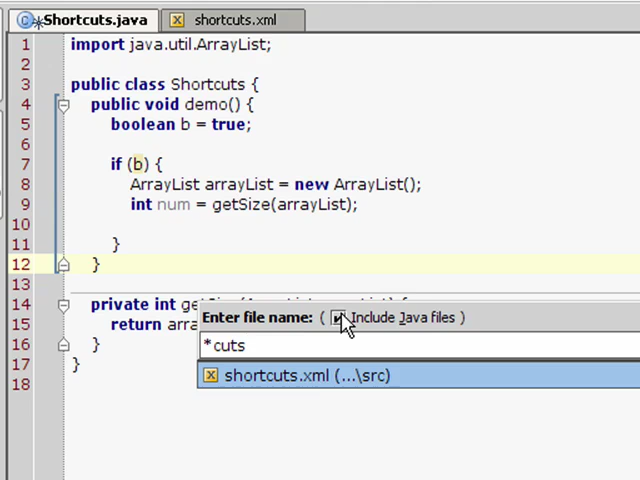 Shortcuts.java
shortcuts.xml
1 import java.util.ArrayList;
2
3 public class Shortcuts {
4 public void demo() {
5 boolean b = true;
6
7 if (b) {
8 ArrayList arrayList = new ArrayList();
9 int num = getSize(arrayList);
10
11 }
12 }
13
14 private int
15 return
16 }
17 }
18
Enter file name: ( Include Java files )
*cuts
shortcuts.xml (...\src)